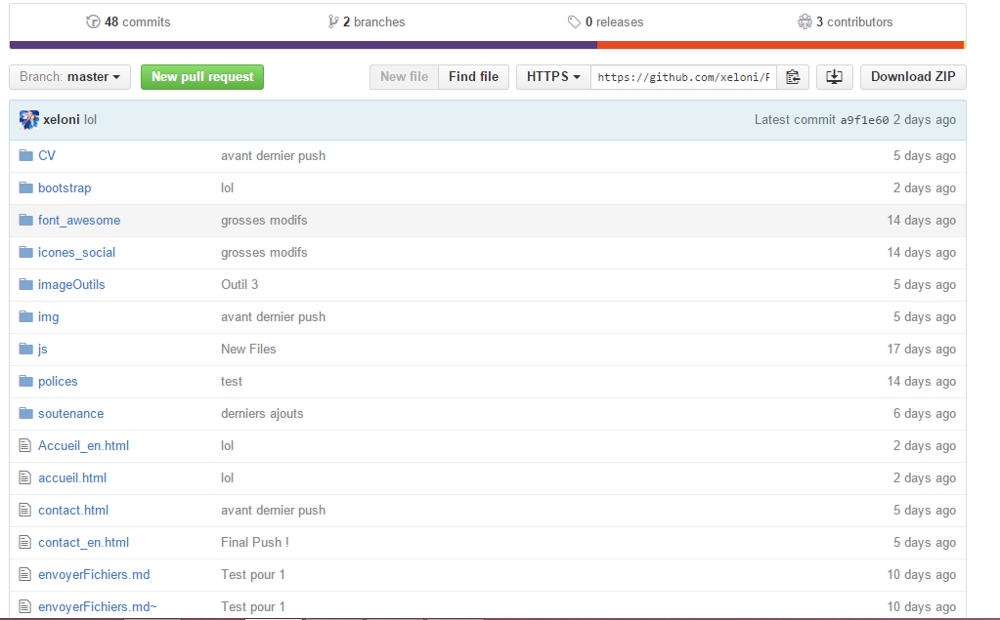 48 commits 2 branches 0 releases 3 contributors
Branch: master New pull request New file Find file HTTPS https://github.com/xeloni/F Download ZIP
xeloni lol Latest commit a9f1e60 2 days ago
CV avant dernier push 5 days ago
bootstrap lol 2 days ago
font_awesome grosses modifs 14 days ago
icones_social grosses modifs 14 days ago
imageOutils Outil 3 5 days ago
img avant dernier push 5 days ago
js New Files 17 days ago
polices test 14 days ago
soutenance derniers ajouts 6 days ago
Accueil_en.html lol 2 days ago
accueil.html lol 2 days ago
contact.html avant dernier push 5 days ago
contact_en.html Final Push ! 5 days ago
envoyerFichiers.md Test pour 1 10 days ago
envoyerFichiers.md~ Test pour 1 10 days ago